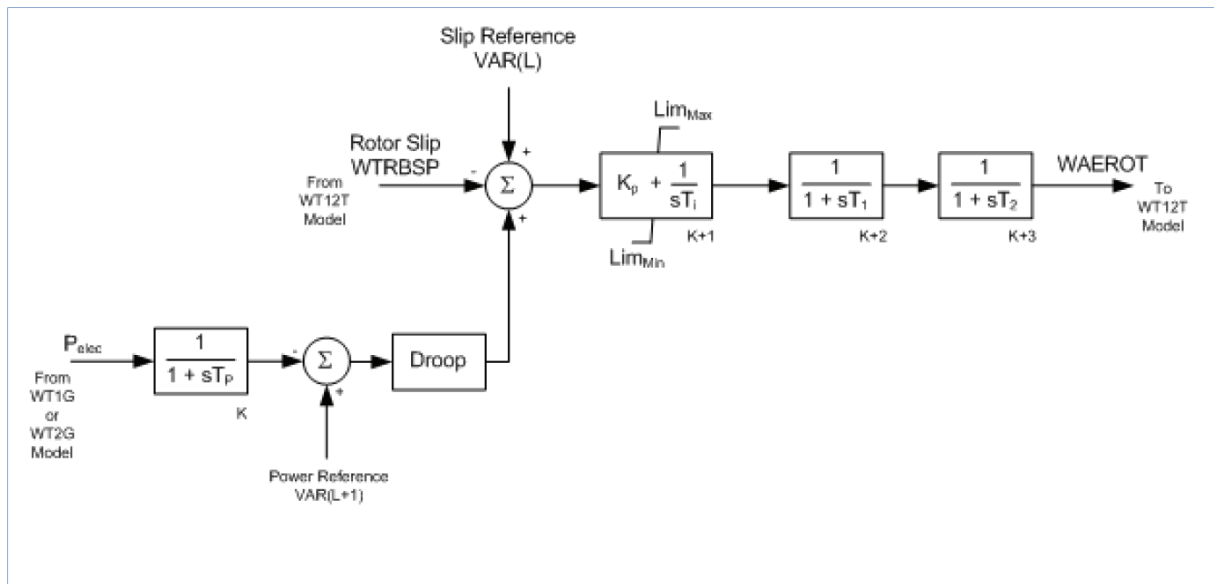 Slip Reference
VAR(L)
Lim_Max
Rotor Slip
WTRBSP
From
WT12T
Model
+
-
Σ
+
K_p + 1/sT_i
K+1
Lim_Min
1
1 + sT_1
K+2
1
1 + sT_2
K+3
WAEROT
To
WT12T
Model
P_elec
From
WT1G
or
WT2G
Model
1
1 + sT_P
K
-
Σ
+
Droop
Power Reference
VAR(L+1)